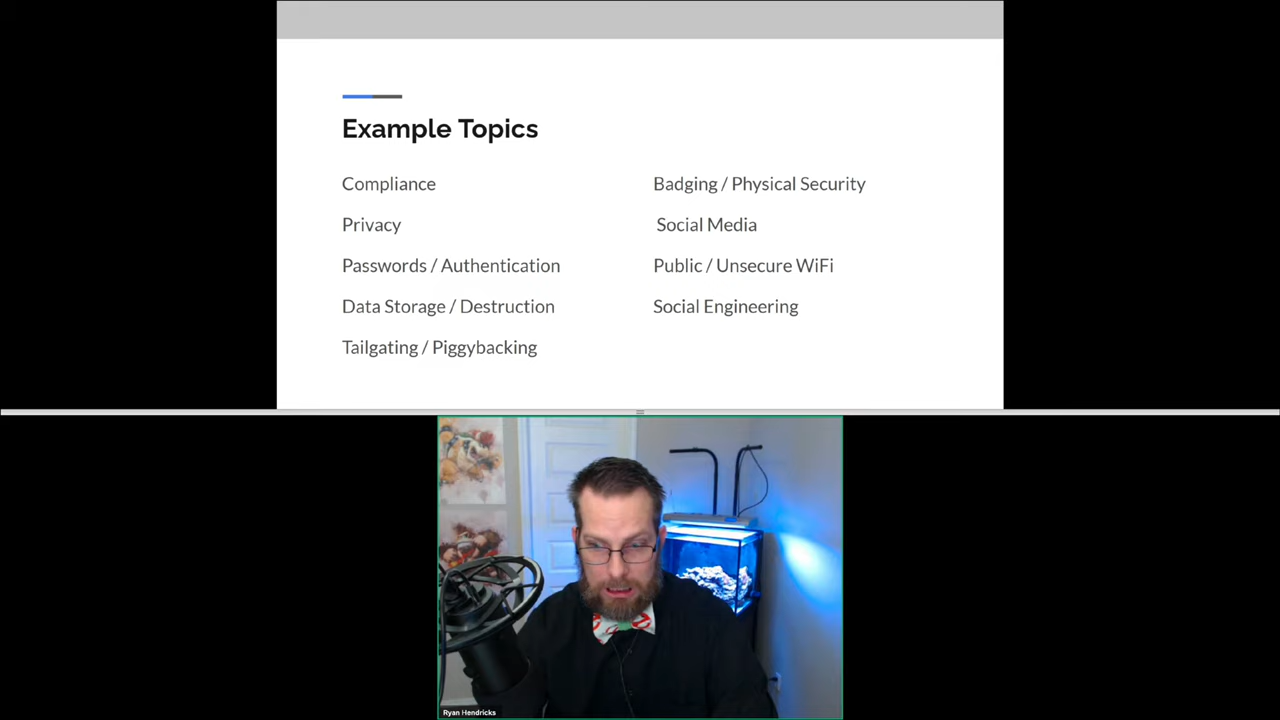 Example Topics
Compliance
Privacy
Passwords / Authentication
Data Storage / Destruction
Tailgating / Piggybacking
Badging / Physical Security
Social Media
Public / Unsecure WiFi
Social Engineering
Ryan Hendricks